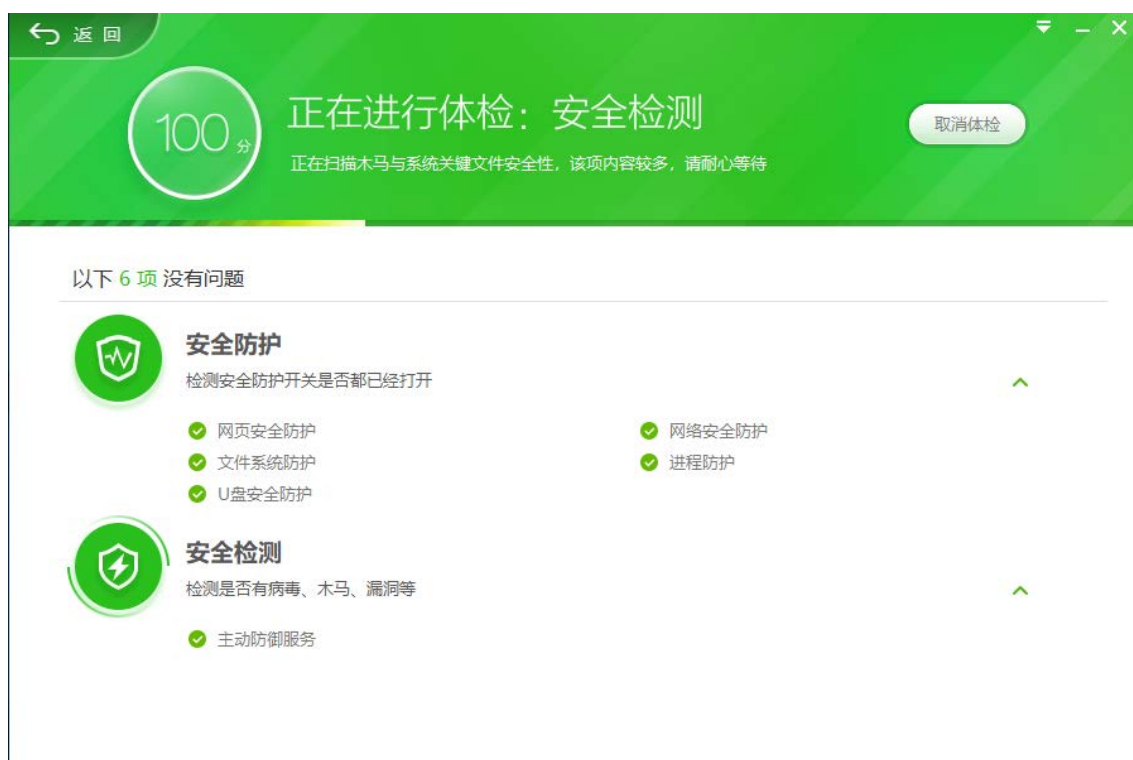 返回
100分
正在进行体检：安全检测
取消体检
正在扫描木马与系统关键文件安全性，该项内容较多，请耐心等待
以下 6 项 没有问题
安全防护
检测安全防护开关是否都已经打开
网页安全防护
网络安全防护
文件系统防护
进程防护
U盘安全防护
安全检测
检测是否有病毒、木马、漏洞等
主动防御服务